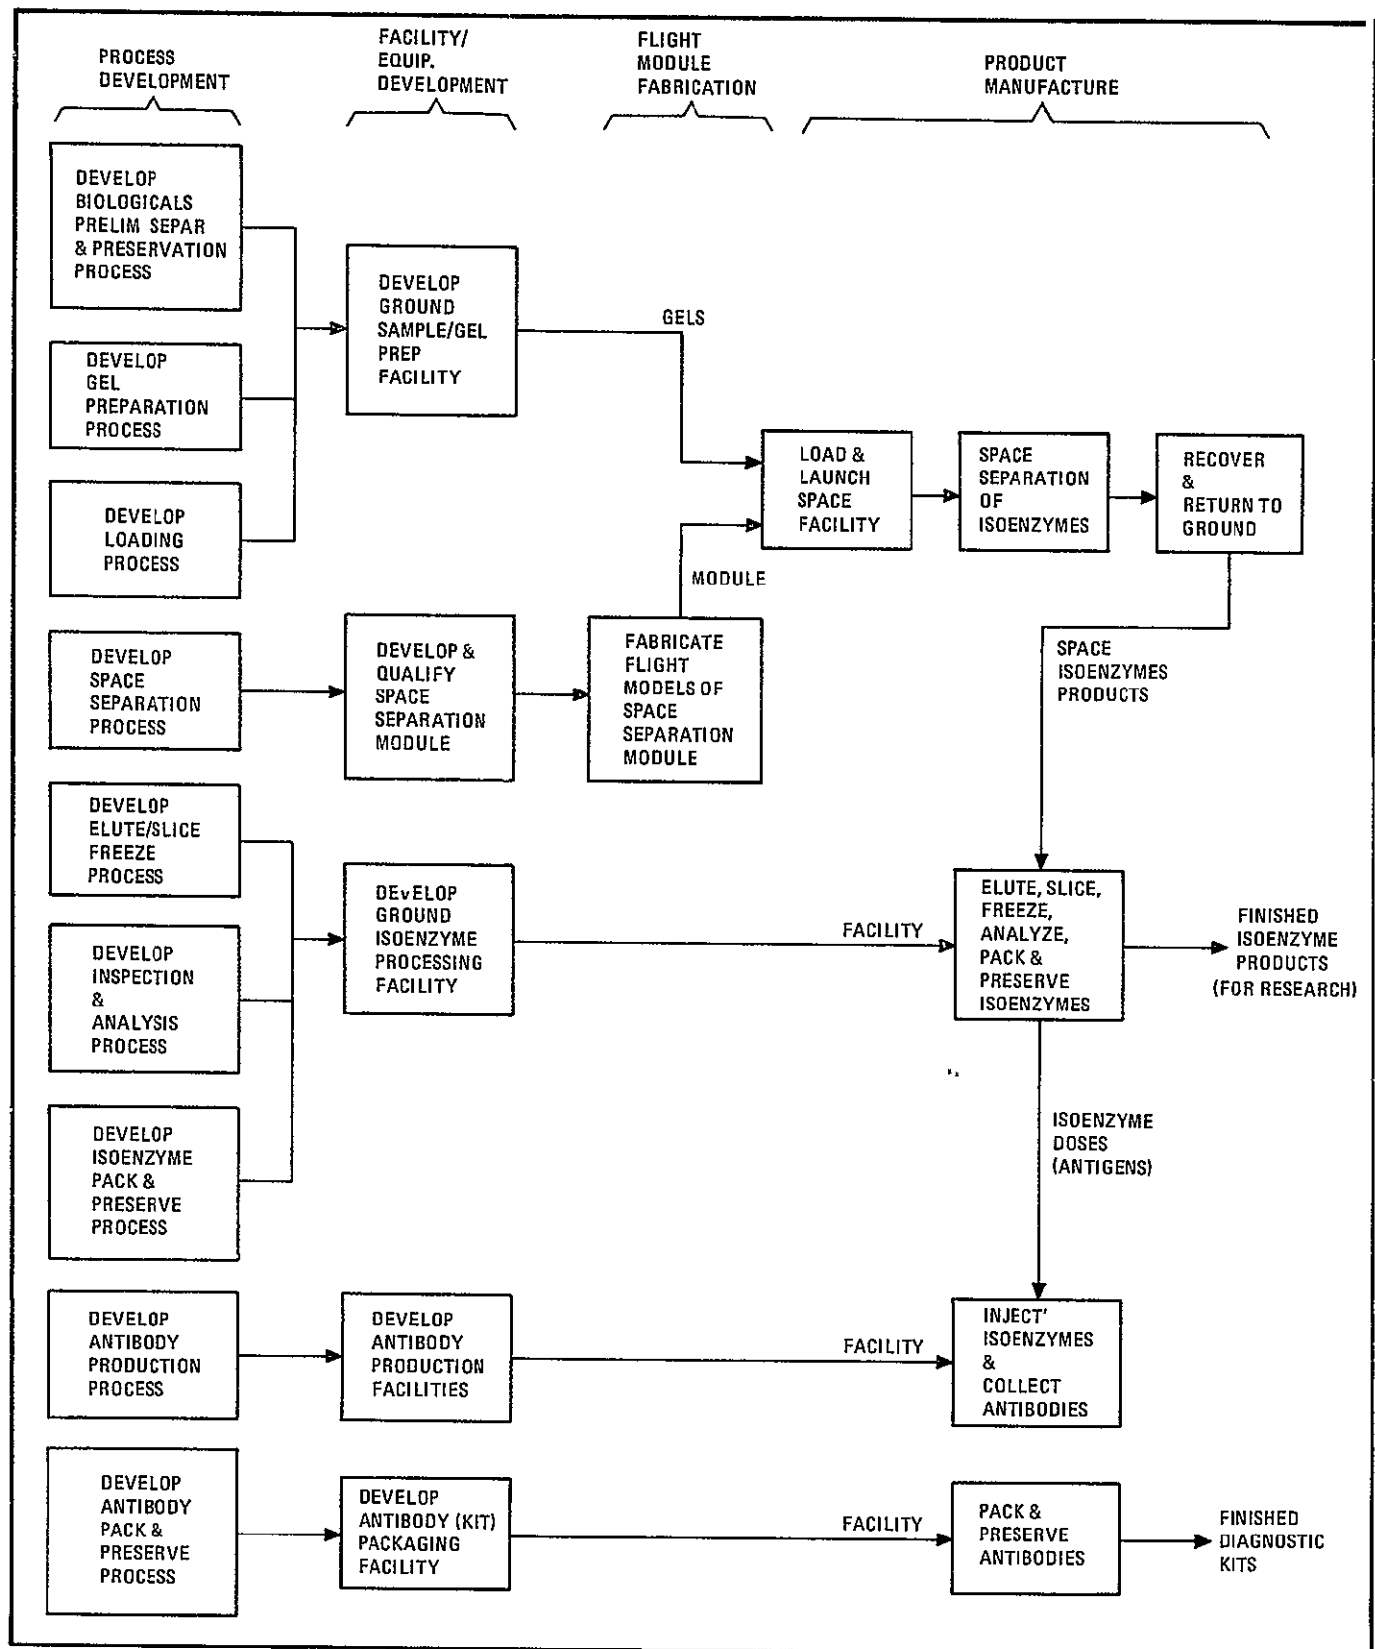 PROCESS
DEVELOPMENT
FACILITY/
EQUIP.
DEVELOPMENT
FLIGHT
MODULE
FABRICATION
PRODUCT
MANUFACTURE
DEVELOP
BIOLOGICALS
PRELIM SEPAR
& PRESERVATION
PROCESS
DEVELOP
GROUND
SAMPLE/GEL
PREP
FACILITY
GELS
DEVELOP
GEL
PREPARATION
PROCESS
LOAD &
LAUNCH
SPACE
FACILITY
SPACE
SEPARATION
OF
ISOENZYMES
RECOVER
&
RETURN TO
GROUND
DEVELOP
LOADING
PROCESS
MODULE
DEVELOP
SPACE
SEPARATION
PROCESS
DEVELOP &
QUALIFY
SPACE
SEPARATION
MODULE
FABRICATE
FLIGHT
MODELS OF
SPACE
SEPARATION
MODULE
SPACE
ISOENZYMES
PRODUCTS
DEVELOP
ELUTE/SLICE
FREEZE
PROCESS
DEvELOP
GROUND
ISOENZYME
PROCESSING
FACILITY
FACILITY
ELUTE, SLICE,
FREEZE,
ANALYZE,
PACK &
PRESERVE
ISOENZYMES
FINISHED
ISOENZYME
PRODUCTS
(FOR RESEARCH)
DEVELOP
INSPECTION
&
ANALYSIS
PROCESS
DEVELOP
ISOENZYME
PACK &
PRESERVE
PROCESS
ISOENZYME
DOSES
(ANTIGENS)
DEVELOP
ANTIBODY
PRODUCTION
PROCESS
DEVELOP
ANTIBODY
PRODUCTION
FACILITIES
FACILITY
INJECT'
ISOENZYMES
&
COLLECT
ANTIBODIES
DEVELOP
ANTIBODY
PACK &
PRESERVE
PROCESS
DEVELOP
ANTIBODY (KIT)
PACKAGING
FACILITY
FACILITY
PACK &
PRESERVE
ANTIBODIES
FINISHED
DIAGNOSTIC
KITS